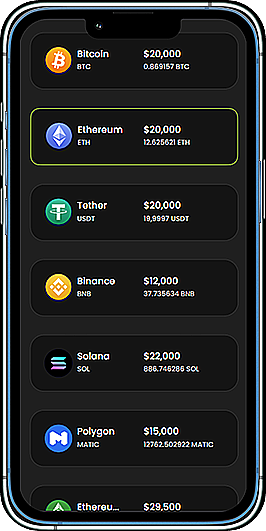 Bitcoin $20,000
BTC 0.869157 BTC
Ethereum $20,000
ETH 12.625621 ETH
Tether $20,000
USDT 19,9997 USDT
Binance $12,000
BNB 37.735634 BNB
Solana $22,000
SOL 886.746286 SOL
Polygon $15,000
MATIC 12762.502922 MATIC
Ethereu... $29,500